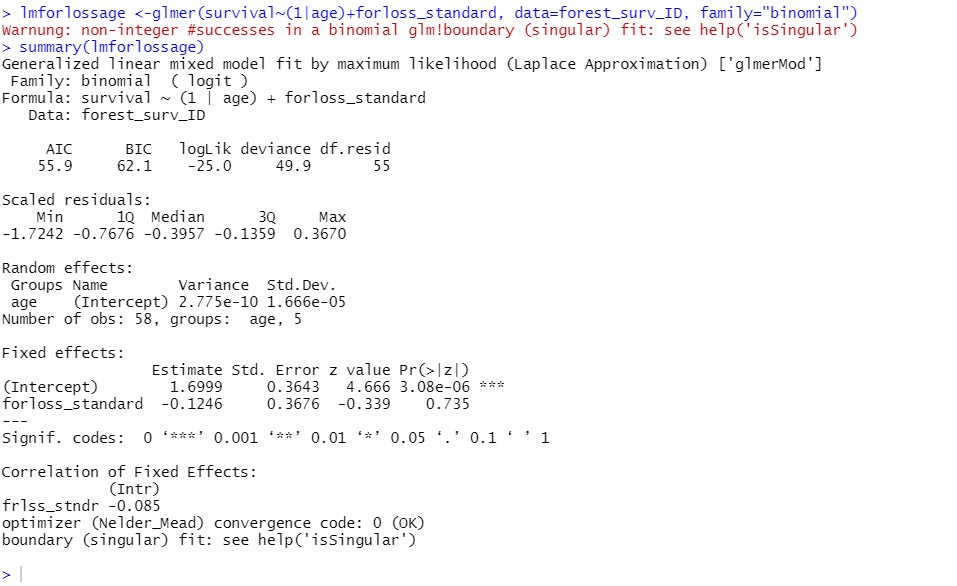 > lmforlossage <-glmer(survival~(1|age)+forloss_standard, data=forest_surv_ID, family="binomial")
Warnung: non-integer #successes in a binomial glm!boundary (singular) fit: see help('isSingular')
> summary(lmforlossage)
Generalized linear mixed model fit by maximum likelihood (Laplace Approximation) ['glmerMod']
 Family: binomial  ( logit )
Formula: survival ~ (1 | age) + forloss_standard
   Data: forest_surv_ID

     AIC      BIC   logLik deviance df.resid
    55.9     62.1    -25.0     49.9       55

Scaled residuals:
    Min      1Q  Median      3Q     Max
-1.7242 -0.7676 -0.3957 -0.1359  0.3670

Random effects:
 Groups Name        Variance  Std.Dev.
 age    (Intercept) 2.775e-10 1.666e-05
Number of obs: 58, groups:  age, 5

Fixed effects:
                 Estimate Std. Error z value Pr(>|z|)
(Intercept)        1.6999     0.3643   4.666 3.08e-06 ***
forloss_standard  -0.1246     0.3676  -0.339    0.735
---
Signif. codes:  0 ‘***’ 0.001 ‘**’ 0.01 ‘*’ 0.05 ‘.’ 0.1 ‘ ’ 1

Correlation of Fixed Effects:
            (Intr)
frlss_stndr -0.085
optimizer (Nelder_Mead) convergence code: 0 (OK)
boundary (singular) fit: see help('isSingular')

>